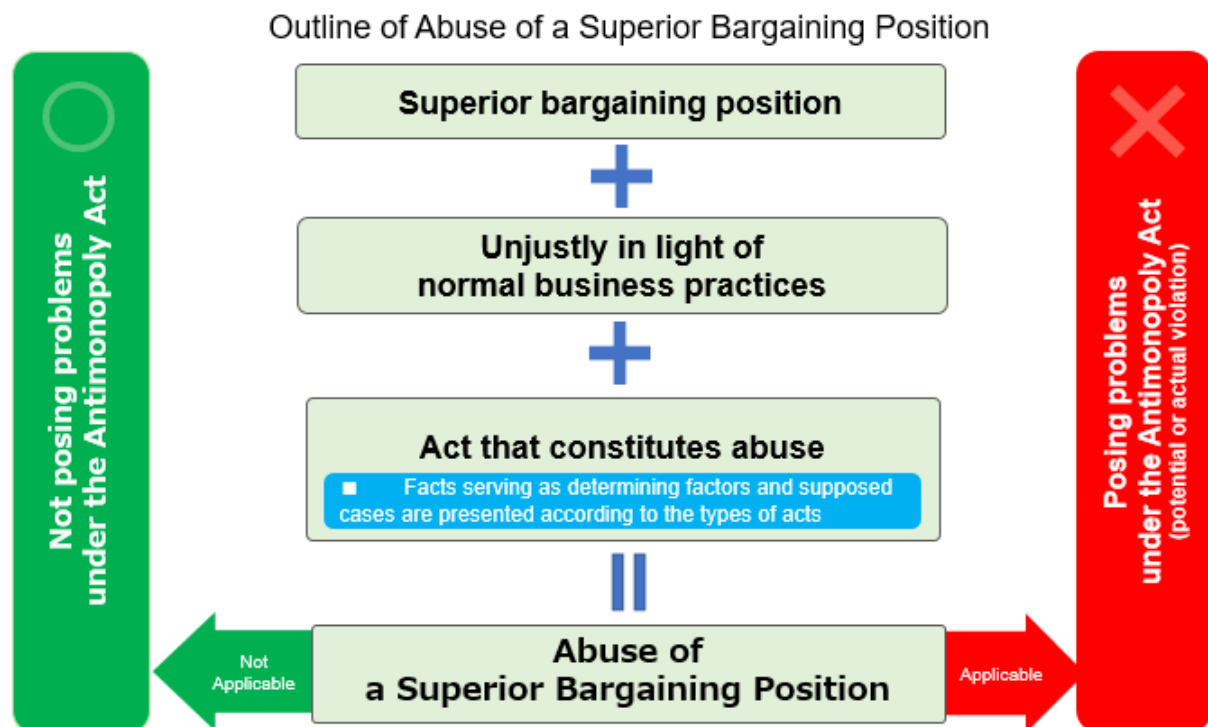 Outline of Abuse of a Superior Bargaining Position
Not posing problems
under the Antimonopoly Act
Superior bargaining position
+
Unjustly in light of
normal business practices
+
Act that constitutes abuse
■ Facts serving as determining factors and supposed
cases are presented according to the types of acts
Abuse of
a Superior Bargaining Position
Not
Applicable
Applicable
Posing problems
under the Antimonopoly Act
(potential or actual violation)